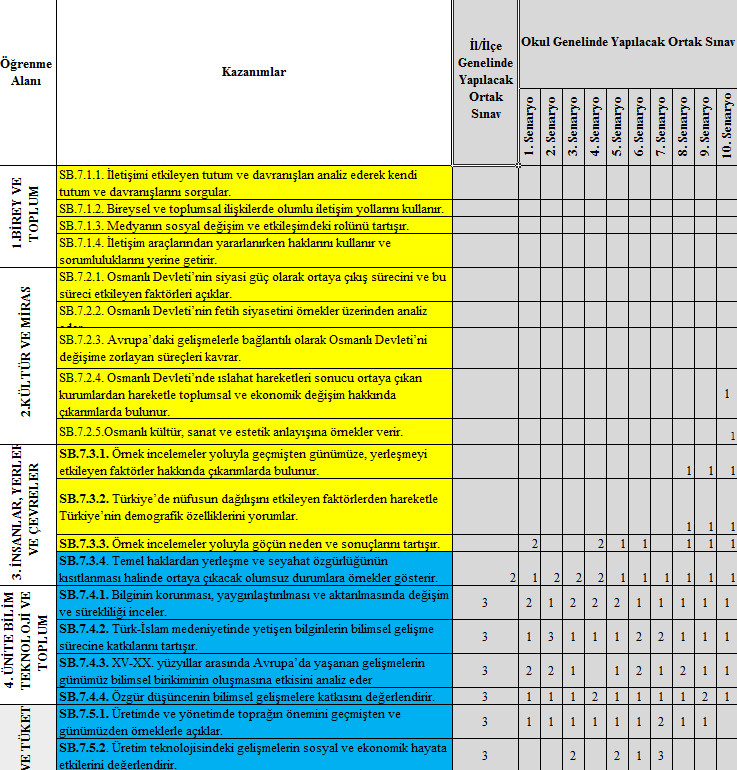 Öğrenme
Alanı
Kazanımlar
İl/İlçe
Genelinde
Yapılacak
Ortak
Sınav
Okul Genelinde Yapılacak Ortak Sınav
1. Senaryo
2. Senaryo
3. Senaryo
4. Senaryo
5. Senaryo
6. Senaryo
7. Senaryo
8. Senaryo
9. Senaryo
10. Senaryo
1.BİREY VE
TOPLUM
SB.7.1.1. İletişimi etkileyen tutum ve davranışları analiz ederek kendi
tutum ve davranışlarını sorgular.
SB.7.1.2. Bireysel ve toplumsal ilişkilerde olumlu iletişim yollarını kullanır.
SB.7.1.3. Medyanın sosyal değişim ve etkileşimdeki rolünü tartışır.
SB.7.1.4. İletişim araçlarından yararlanırken haklarını kullanır ve
sorumluluklarını yerine getirir.
2.KÜLTÜR VE MİRAS
SB.7.2.1. Osmanlı Devleti’nin siyasi güç olarak ortaya çıkış sürecini ve bu
süreci etkileyen faktörleri açıklar.
SB.7.2.2. Osmanlı Devleti’nin fetih siyasetini örnekler üzerinden analiz
SB.7.2.3. Avrupa’daki gelişmelerle bağlantılı olarak Osmanlı Devleti’ni
değişime zorlayan süreçleri kavrar.
SB.7.2.4. Osmanlı Devleti’nde ıslahat hareketleri sonucu ortaya çıkan
kurumlardan hareketle toplumsal ve ekonomik değişim hakkında
çıkarımlarda bulunur.
1
SB.7.2.5.Osmanlı kültür, sanat ve estetik anlayışına örnekler verir.
1
3. İNSANLAR, YERLER
VE ÇEVRELER
SB.7.3.1. Örnek incelemeler yoluyla geçmişten günümüze, yerleşmeyi
etkileyen faktörler hakkında çıkarımlarda bulunur.
1 1 1
SB.7.3.2. Türkiye’de nüfusun dağılışını etkileyen faktörlerden hareketle
Türkiye’nin demografik özelliklerini yorumlar.
1 1 1
SB.7.3.3. Örnek incelemeler yoluyla göçün neden ve sonuçlarını tartışır.
2 2 1 1 1 1 1
SB.7.3.4. Temel haklardan yerleşme ve seyahat özgürlüğünün
kısıtlanması halinde ortaya çıkacak olumsuz durumlara örnekler gösterir.
2 1 2 2 2 1 1 1 1 1 1
4. ÜNİTE BİLİM
TEKNOLOJİ VE
TOPLUM
SB.7.4.1. Bilginin korunması, yaygınlaştırılması ve aktarılmasında değişim
ve sürekliliği inceler.
3 2 1 2 2 2 1 1 1 1 1
SB.7.4.2. Türk-İslam medeniyetinde yetişen bilginlerin bilimsel gelişme
sürecine katkılarını tartışır.
3 1 3 1 1 1 2 2 1 1 1
SB.7.4.3. XV-XX. yüzyıllar arasında Avrupa’da yaşanan gelişmelerin
günümüz bilimsel birikiminin oluşmasına etkisini analiz eder
3 2 2 1 1 2 1 2 1 1
SB.7.4.4. Özgür düşüncenin bilimsel gelişmelere katkısını değerlendirir.
3 1 1 1 2 1 1 1 1 2 1
VE TÜKET
SB.7.5.1. Üretimde ve yönetimde toprağın önemini geçmişten ve
günümüzden örneklerle açıklar.
3 1 1 1 1 1 1 2 1 1
SB.7.5.2. Üretim teknolojisindeki gelişmelerin sosyal ve ekonomik hayata
etkilerini değerlendirir.
3 2 2 1 3